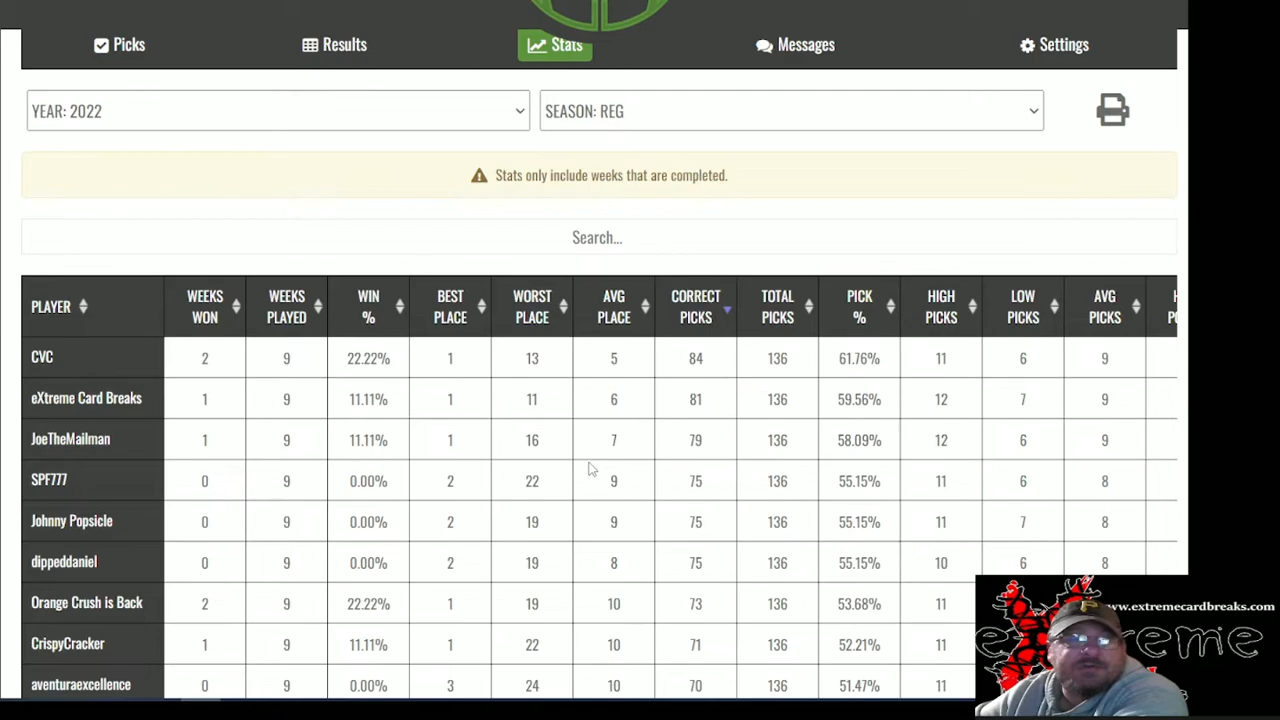 Picks Results Stats Messages Settings
YEAR: 2022 SEASON: REG
Stats only include weeks that are completed.
Search...
PLAYER WEEKS WON WEEKS PLAYED WIN % BEST PLACE WORST PLACE AVG PLACE CORRECT PICKS TOTAL PICKS PICK % HIGH PICKS LOW PICKS AVG PICKS
CVC 2 9 22.22% 1 13 5 84 136 61.76% 11 6 9
eXtreme Card Breaks 1 9 11.11% 1 11 6 81 136 59.56% 12 7 9
JoeTheMailman 1 9 11.11% 1 16 7 79 136 58.09% 12 6 9
SPF777 0 9 0.00% 2 22 9 75 136 55.15% 11 6 8
Johnny Popsicle 0 9 0.00% 2 19 9 75 136 55.15% 11 7 8
dippeddaniel 0 9 0.00% 2 19 8 75 136 55.15% 10 6 8
Orange Crush is Back 2 9 22.22% 1 19 10 73 136 53.68% 11
CrispyCracker 1 9 11.11% 1 22 10 71 136 52.21% 11
aventuraexcellence 0 9 0.00% 3 24 10 70 136 51.47% 11
www.extremecardbreaks.com